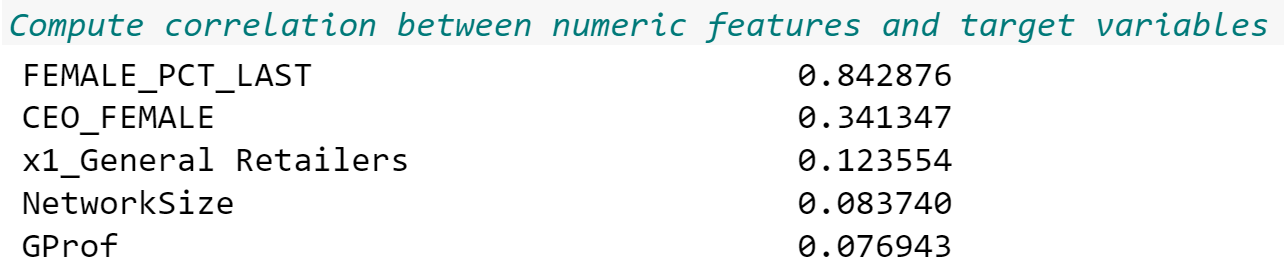 Compute correlation between numeric features and target variables
FEMALE_PCT_LAST 0.842876
CEO_FEMALE 0.341347
x1_General Retailers 0.123554
NetworkSize 0.083740
GProf 0.076943